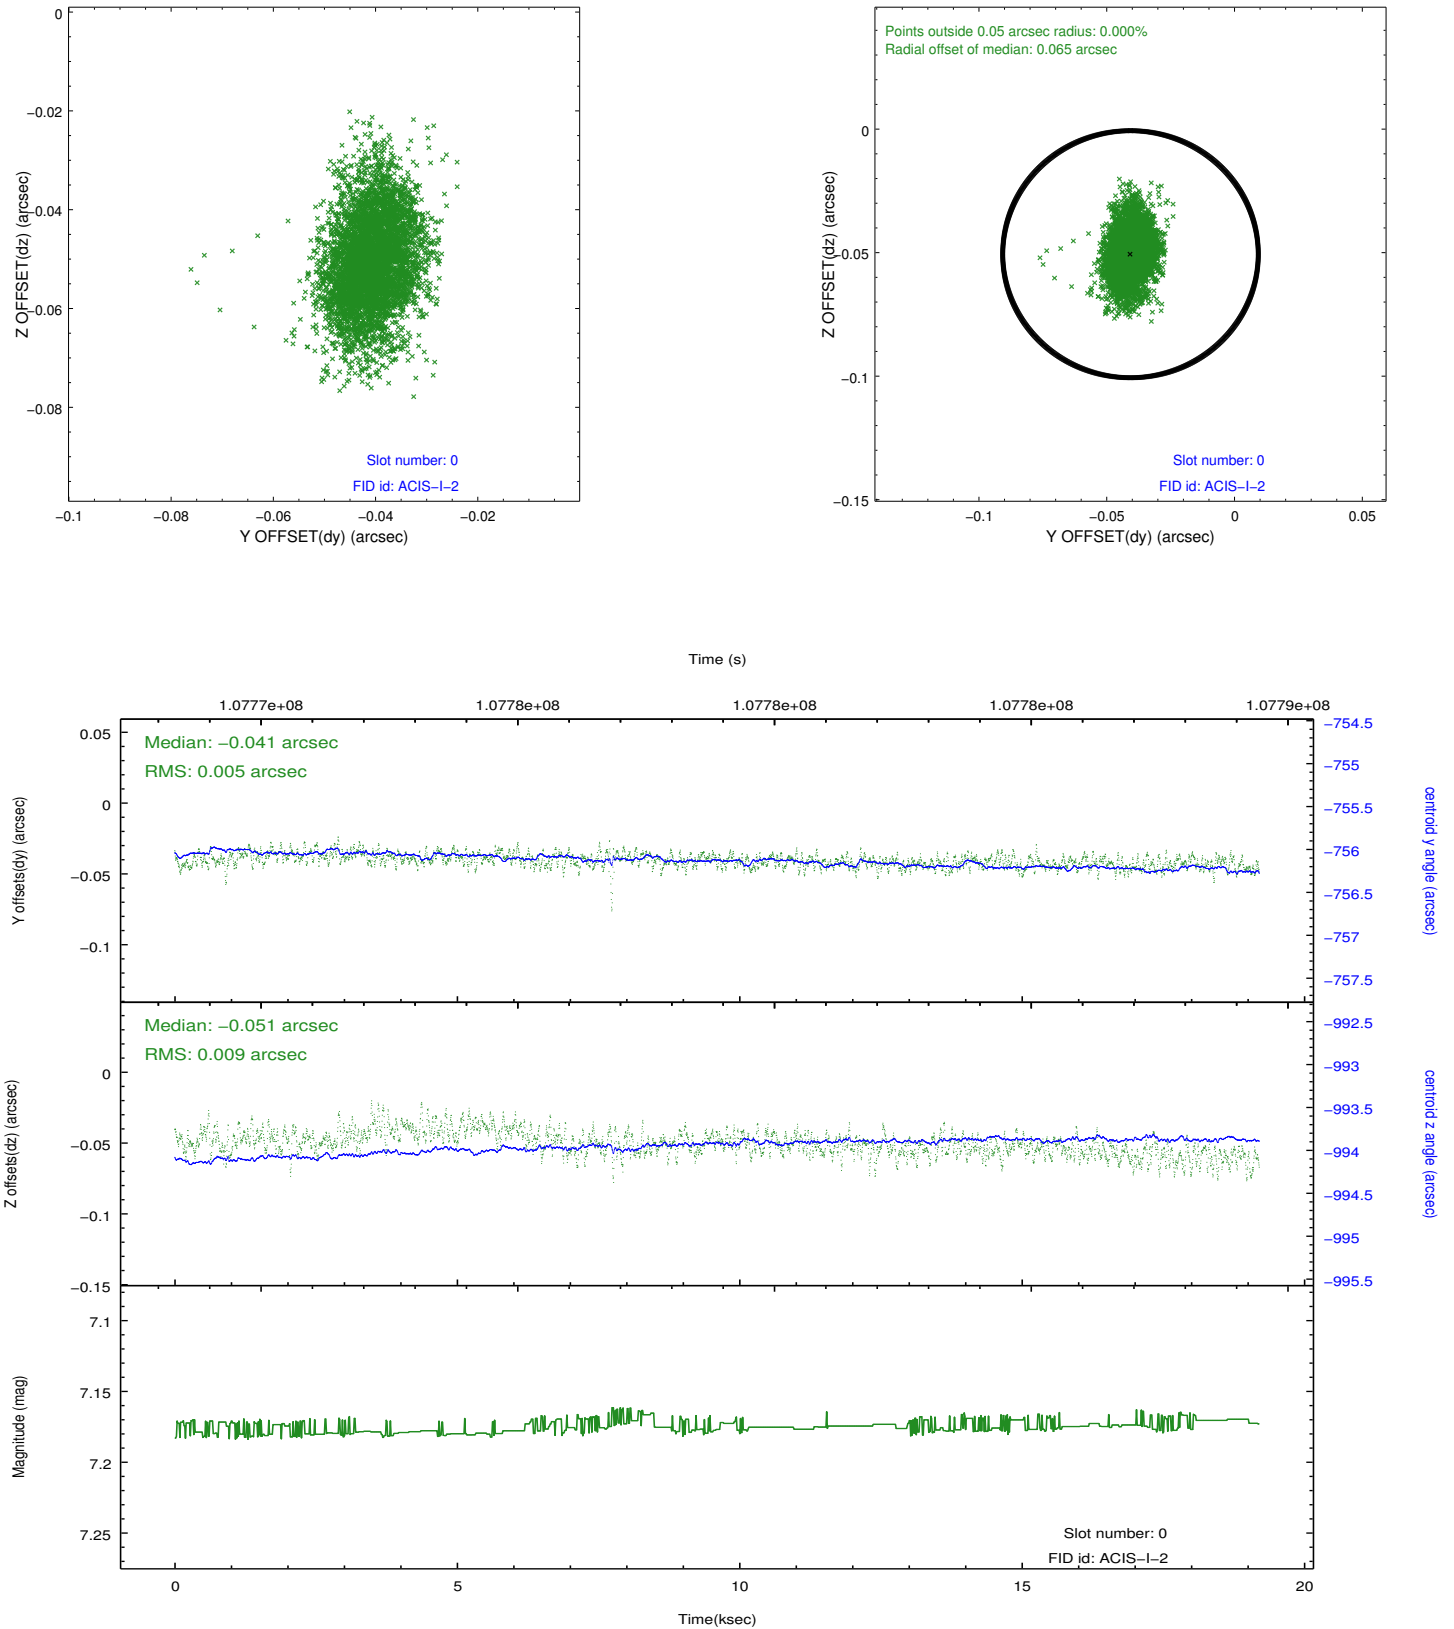 0
−0.02
−0.04
−0.06
−0.08
Z OFFSET(dz) (arcsec)
Slot number: 0
FID id: ACIS−I−2
−0.1
−0.08
−0.06
−0.04
−0.02
Y OFFSET(dy) (arcsec)
Points outside 0.05 arcsec radius: 0.000%
Radial offset of median: 0.065 arcsec
0
−0.05
−0.1
−0.15
Z OFFSET(dz) (arcsec)
Slot number: 0
FID id: ACIS−I−2
−0.1
−0.05
0
0.05
Y OFFSET(dy) (arcsec)
Time (s)
1.0777e+08
1.0778e+08
1.0778e+08
1.0778e+08
1.0779e+08
Median: −0.041 arcsec
RMS: 0.005 arcsec
0.05
0
−0.05
−0.1
Y offsets(dy) (arcsec)
−754.5
−755
−755.5
−756
−756.5
−757
−757.5
centroid y angle (arcsec)
Median: −0.051 arcsec
RMS: 0.009 arcsec
0
−0.05
−0.1
−0.15
Z offsets(dz) (arcsec)
−992.5
−993
−993.5
−994
−994.5
−995
−995.5
centroid z angle (arcsec)
7.1
7.15
7.2
7.25
Magnitude (mag)
Slot number: 0
FID id: ACIS−I−2
0
5
10
15
20
Time(ksec)